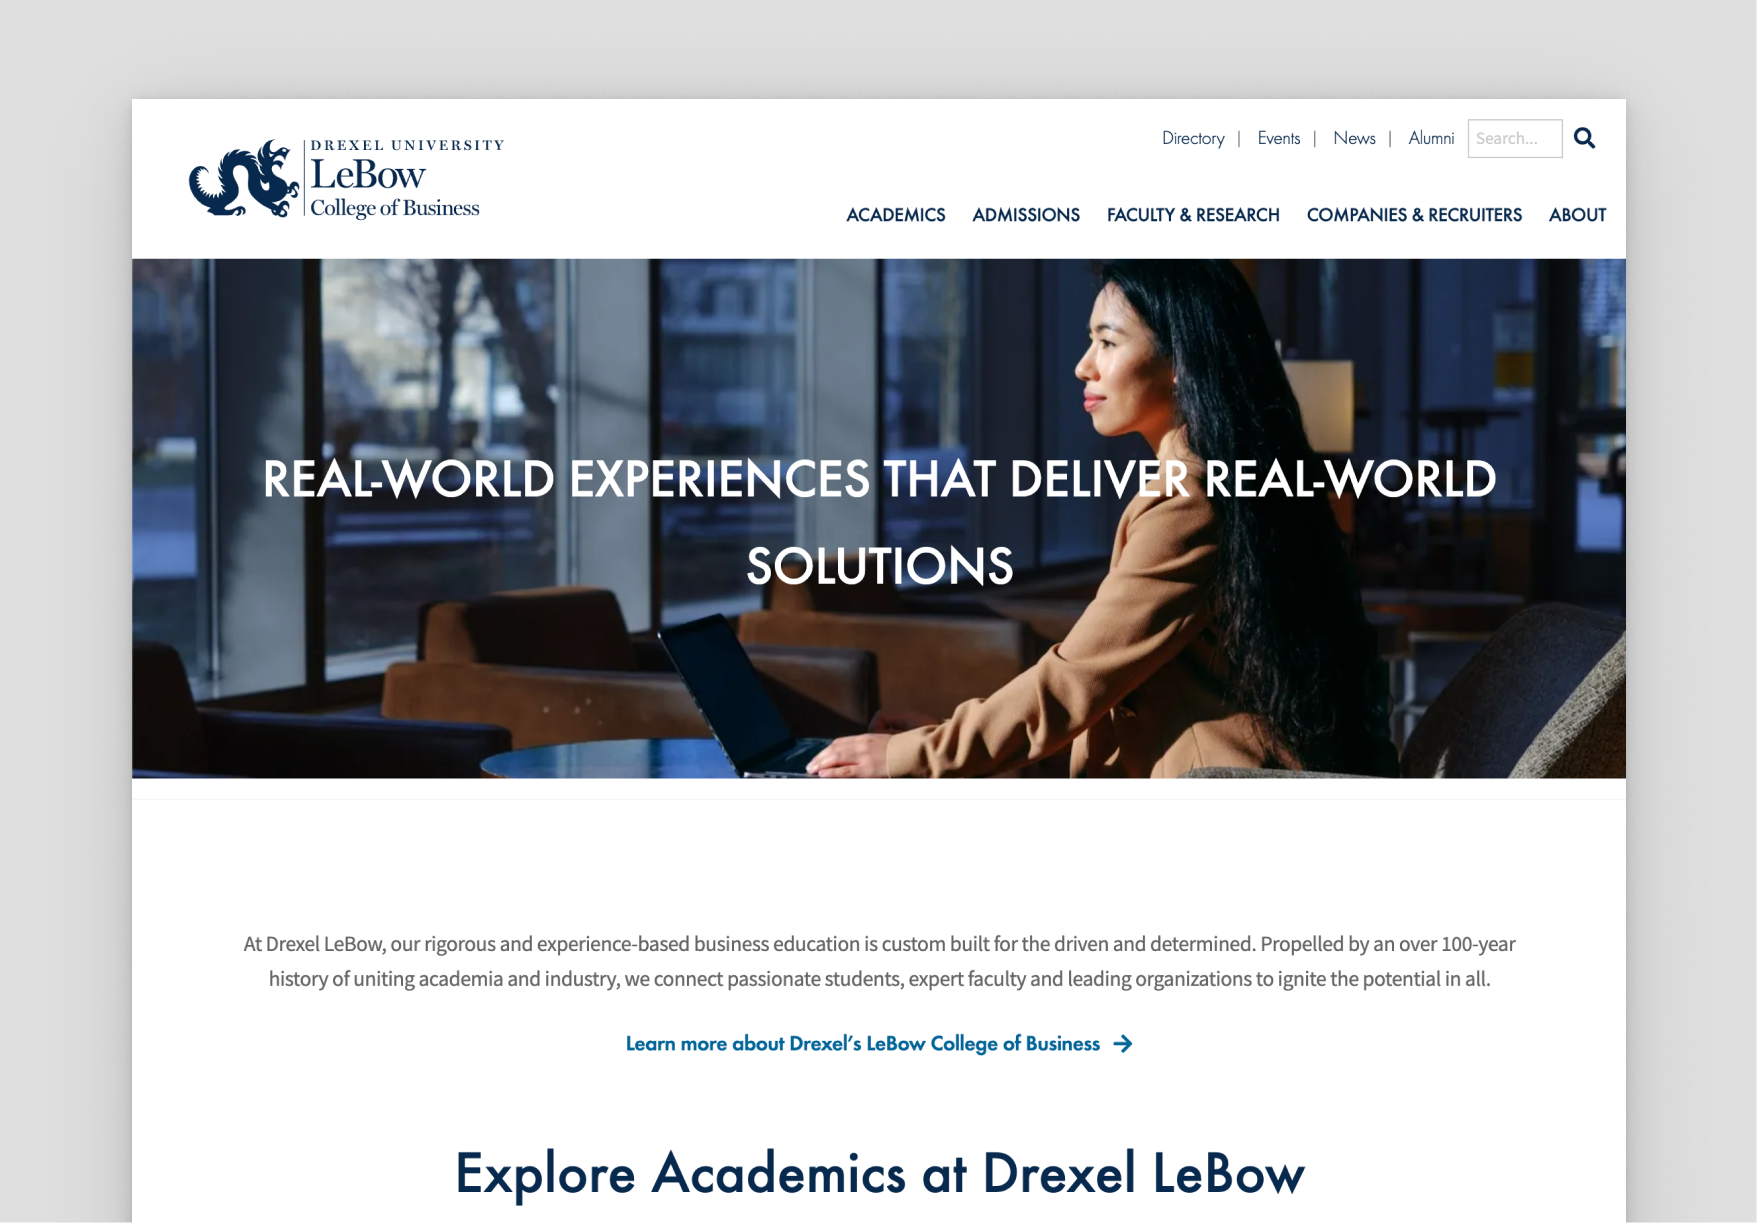 DREXEL UNIVERSITY
LeBow
College of Business
Directory | Events | News | Alumni Search...
ACADEMICS ADMISSIONS FACULTY & RESEARCH COMPANIES & RECRUITERS ABOUT
REAL-WORLD EXPERIENCES THAT DELIVER REAL-WORLD
SOLUTIONS
At Drexel LeBow, our rigorous and experience-based business education is custom built for the driven and determined. Propelled by an over 100-year
history of uniting academia and industry, we connect passionate students, expert faculty and leading organizations to ignite the potential in all.
Learn more about Drexel’s LeBow College of Business →
Explore Academics at Drexel LeBow